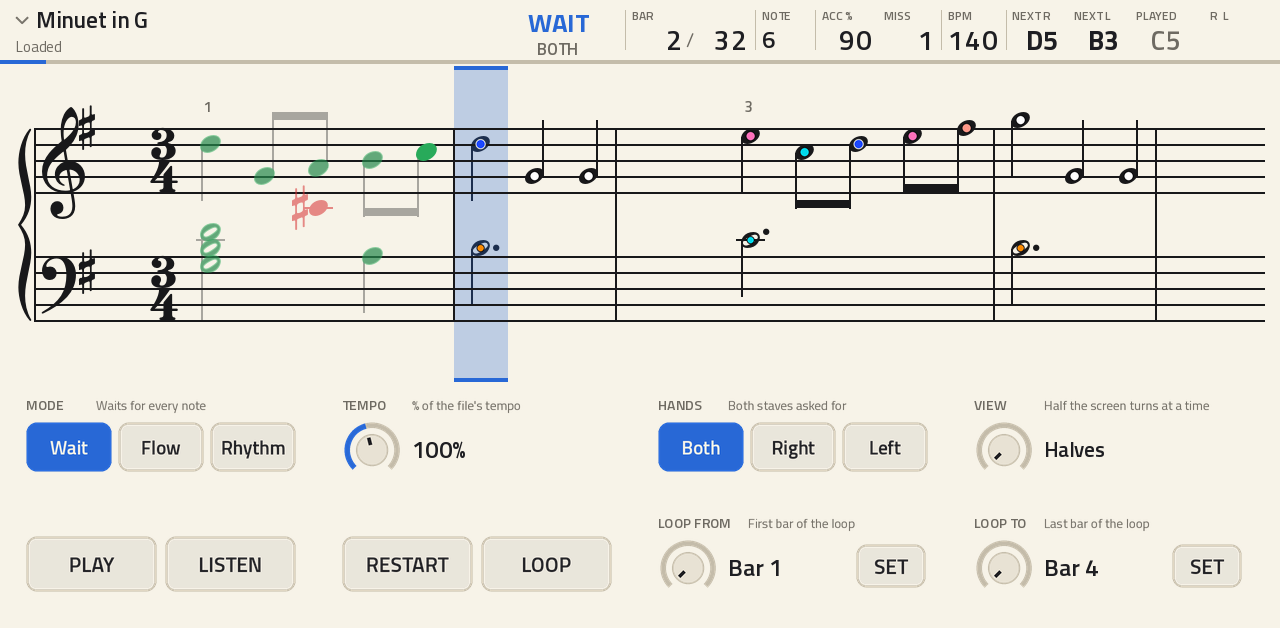 Minuet in G
Loaded
WAIT
BOTH
BAR
2 / 32
NOTE
6
ACC %
90
MISS
1
BPM
140
NEXT R
D5
NEXT L
B3
PLAYED
C5
R L
1
3
3
4
3
4
MODE Waits for every note
Wait Flow Rhythm
TEMPO % of the file's tempo
100%
HANDS Both staves asked for
Both Right Left
VIEW Half the screen turns at a time
Halves
PLAY LISTEN RESTART LOOP
LOOP FROM First bar of the loop
Bar 1 SET
LOOP TO Last bar of the loop
Bar 4 SET